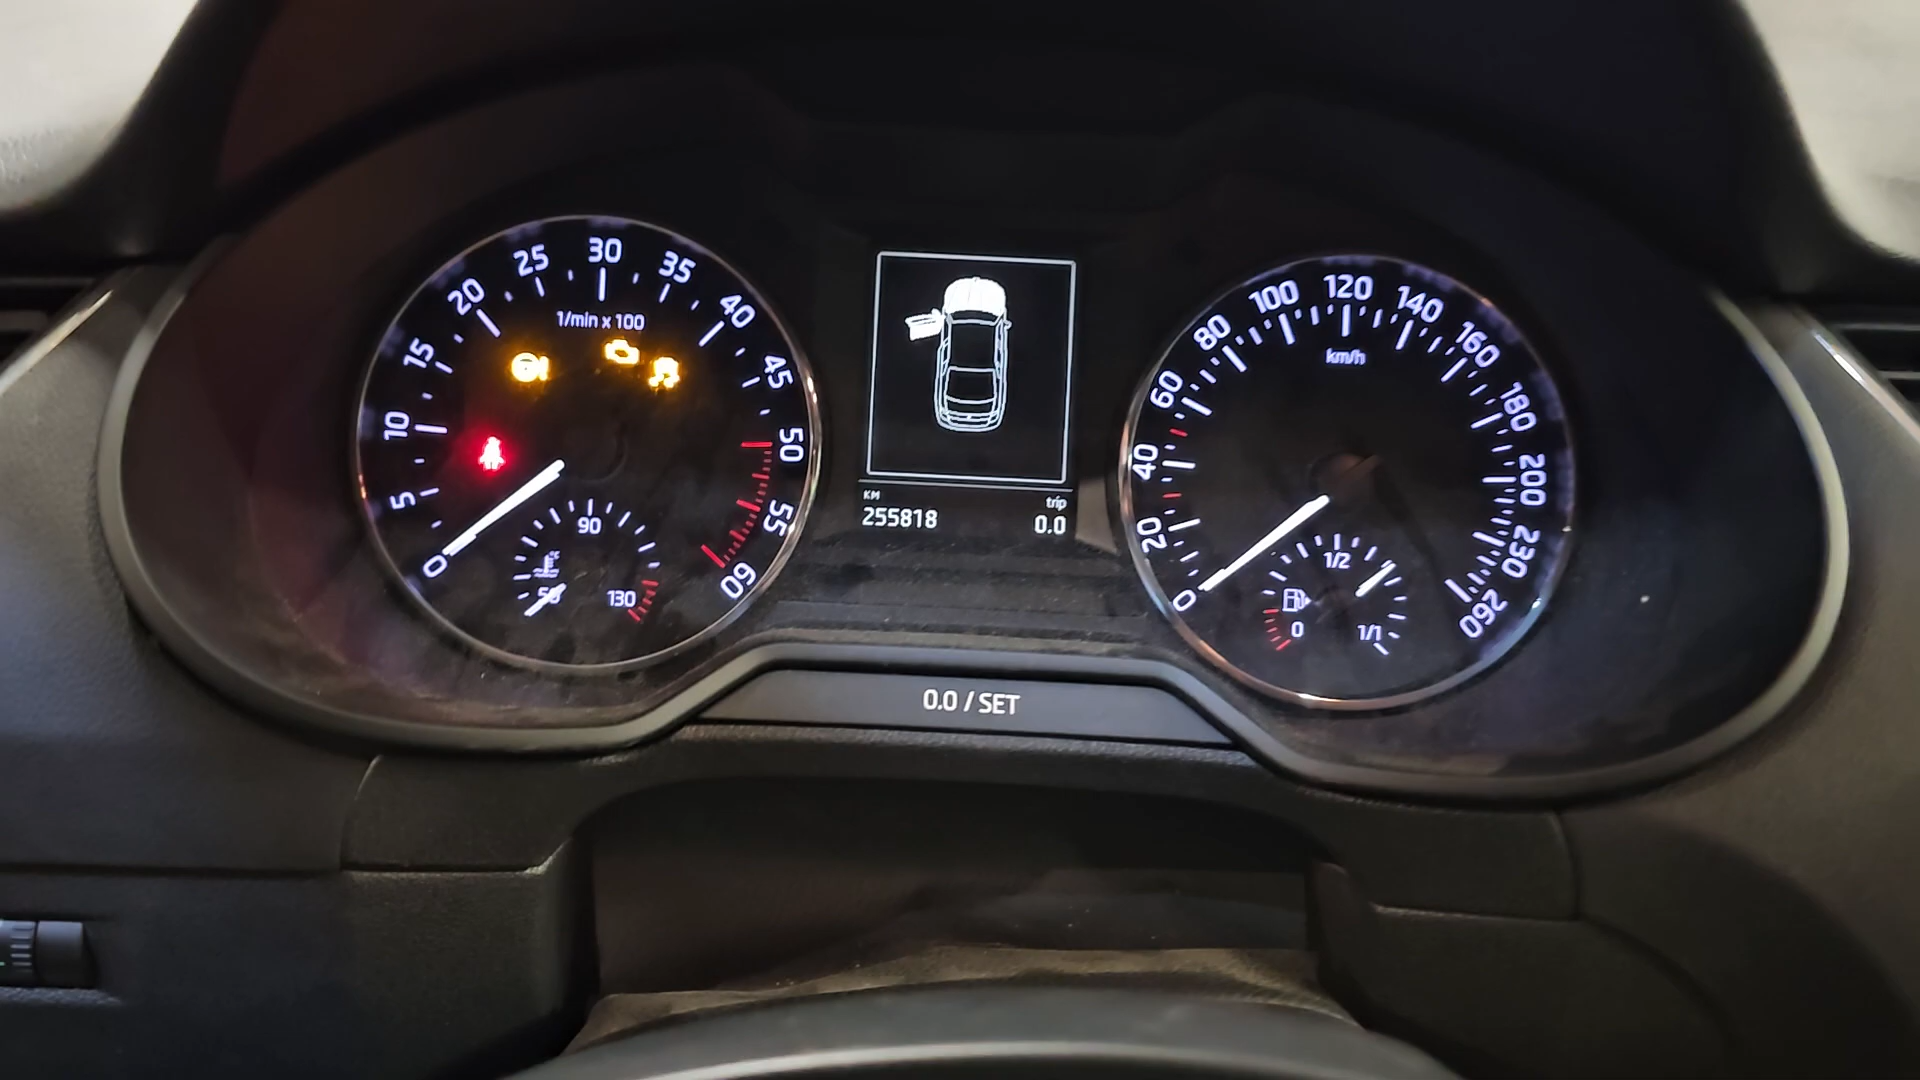 0 5 10 15 20 25 30 35 40 45 50 55 60
1/min x 100
50 90 130
°C
KM
255818
trip
0.0
0 20 40 60 80 100 120 140 160 180 200 230 260
km/h
0 1/2 1/1
0.0 / SET